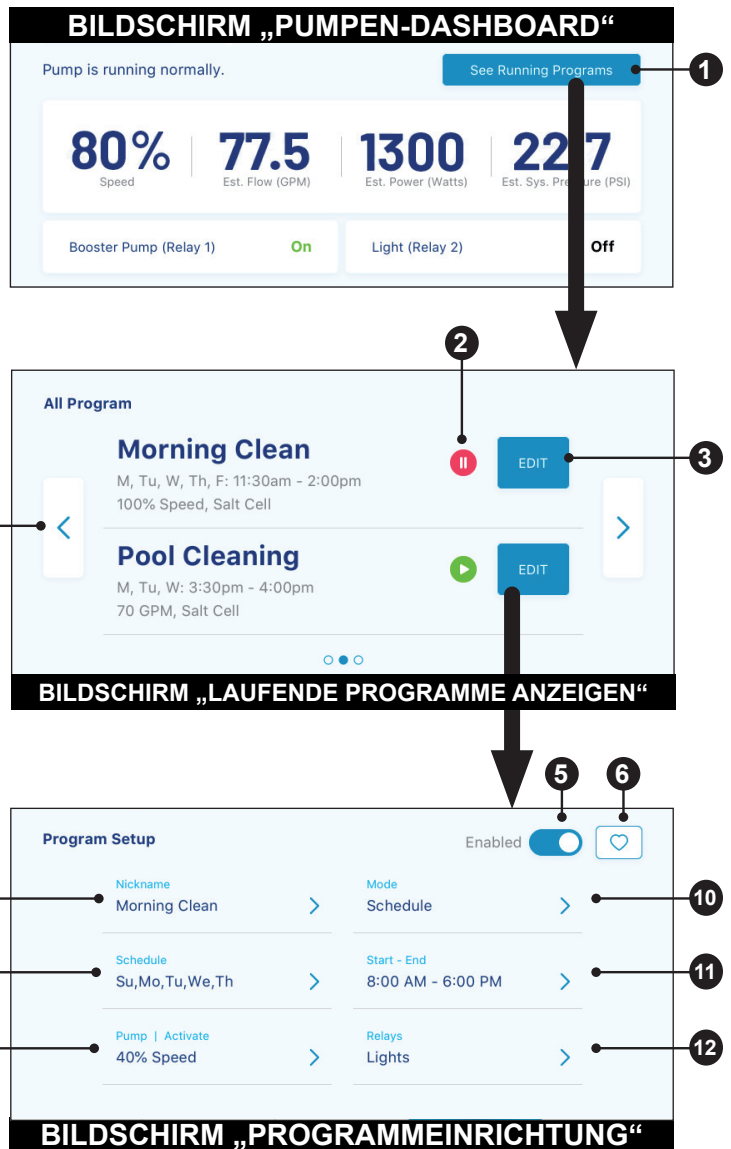 BILDSCHIRM „PUMPEN-DASHBOARD“
Pump is running normally.
See Running Programs
1
80%
77.5
1300
22.7
Speed
Est. Flow (GPM)
Est. Power (Watts)
Est. Sys. Pressure (PSI)
Booster Pump (Relay 1)
On
Light (Relay 2)
Off
2
All Program
Morning Clean
EDIT
3
M, Tu, W, Th, F: 11:30am - 2:00pm
100% Speed, Salt Cell
Pool Cleaning
EDIT
M, Tu, W: 3:30pm - 4:00pm
70 GPM, Salt Cell
BILDSCHIRM „LAUFENDE PROGRAMME ANZEIGEN“
5
6
Program Setup
Enabled
Nickname
Morning Clean
Mode
Schedule
10
Schedule
Su,Mo,Tu,We,Th
Start - End
8:00 AM - 6:00 PM
11
Pump | Activate
40% Speed
Relays
Lights
12
BILDSCHIRM „PROGRAMMEINRICHTUNG“